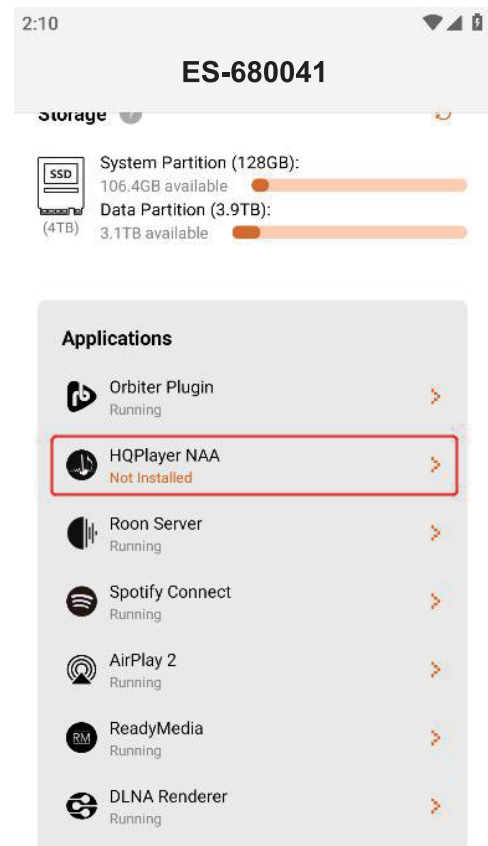 2:10
ES-680041
Storage ?
SSD
System Partition (128GB):
106.4GB available
Data Partition (3.9TB):
(4TB)
3.1TB available
Applications
Orbiter Plugin
Running
HQPlayer NAA
Not Installed
Roon Server
Running
Spotify Connect
Running
AirPlay 2
Running
RM
ReadyMedia
Running
DLNA Renderer
Running